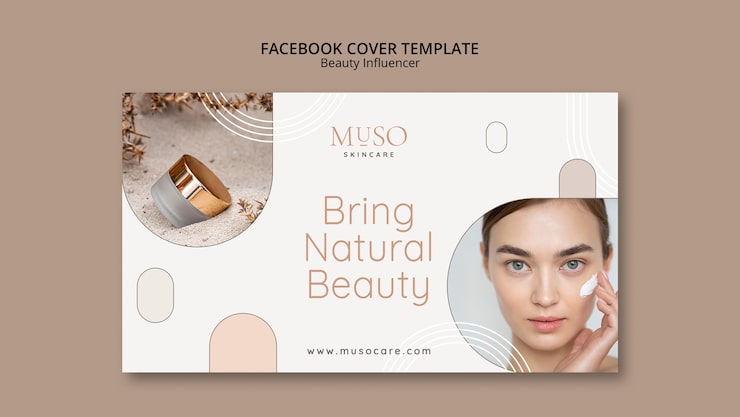 FACEBOOK COVER TEMPLATE
Beauty Influencer
MUSO
SKINCARE
Bring
Natural
Beauty
www.musocare.com